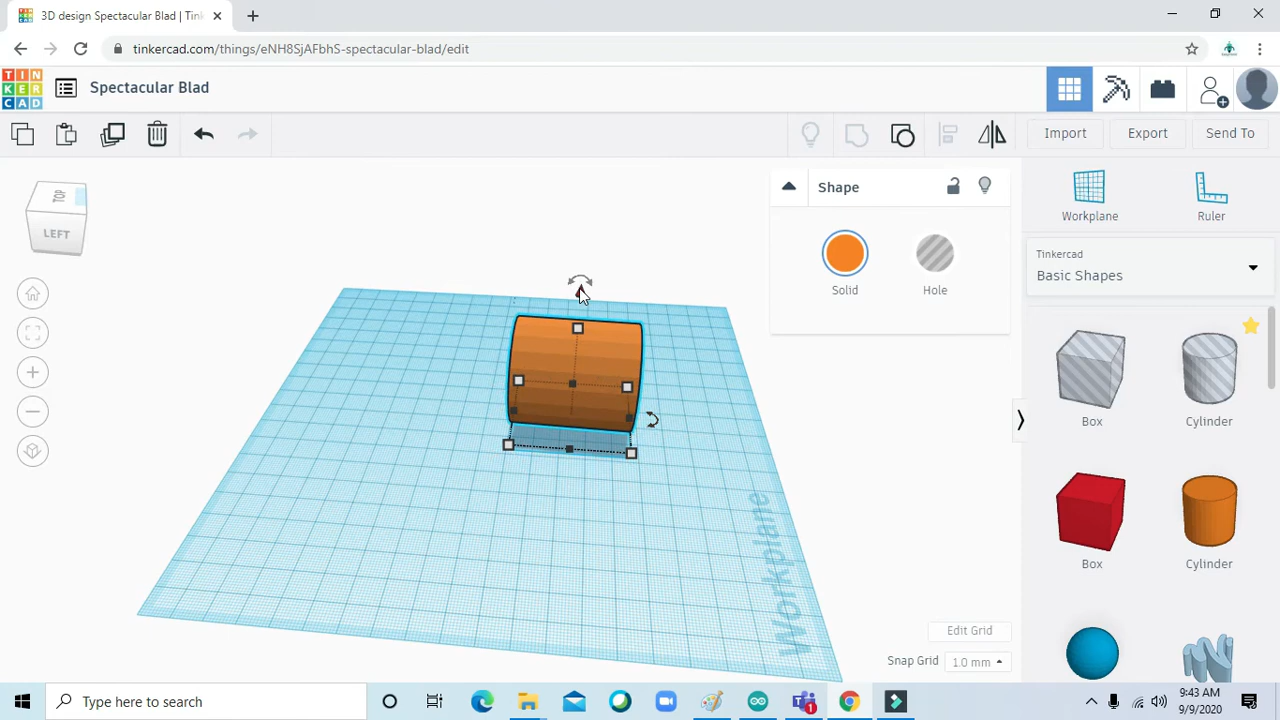 3D design Spectacular Blad | Tink
tinkercad.com/things/eNH8SjAFbhS-spectacular-blad/edit
TIN
KER
CAD
Spectacular Blad
Import
Export
Send To
TOP
LEFT
Shape
Solid
Hole
Workplane
Ruler
Tinkercad
Basic Shapes
Box
Cylinder
Box
Cylinder
Workplane
Edit Grid
Snap Grid
1.0 mm
Type here to search
1
9:43 AM
9/9/2020